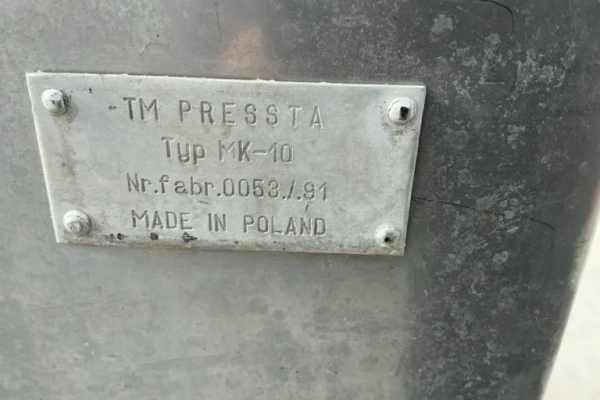 TM PRESSTA
Typ MK-10
Nr.fabr.0053./.91
MADE IN POLAND